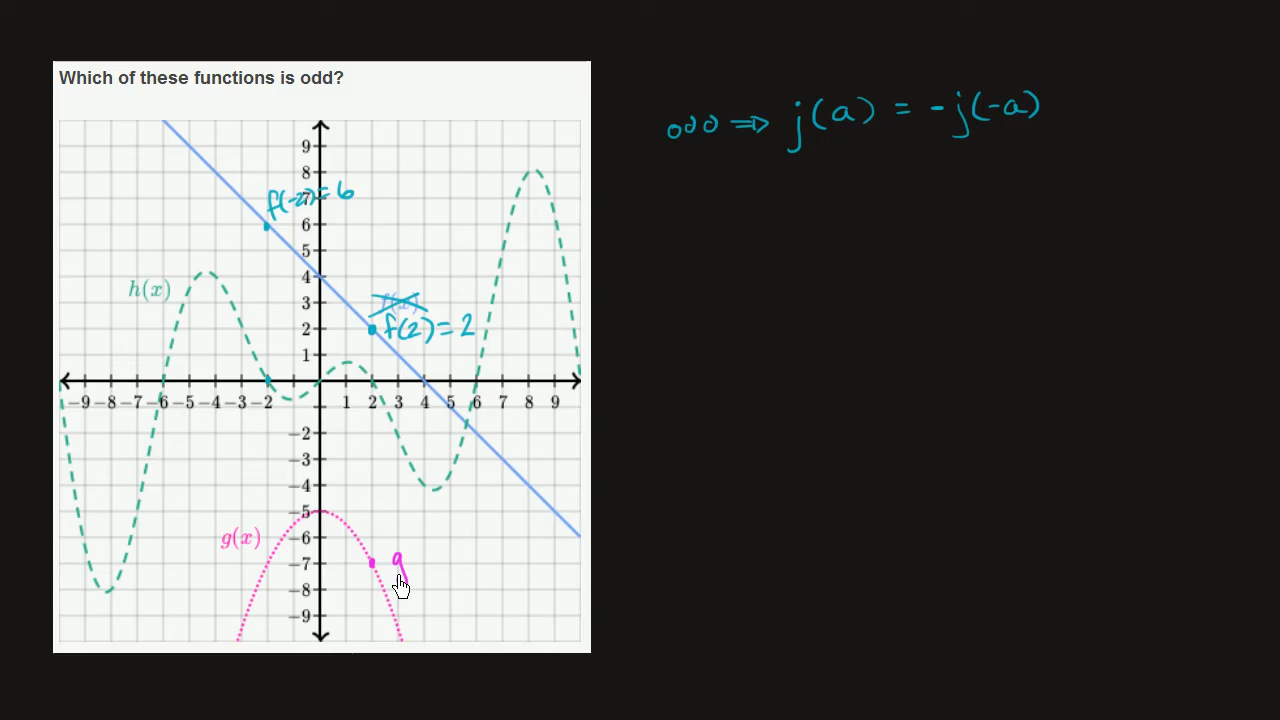 Which of these functions is odd?
odd ⇒ j(a) = -j(-a)
9
8
f(-2)=6
7
6
5
h(x)
4
3
f(x)
2
f(2)=2
1
−9 −8 −7 −6 −5 −4 −3 −2 1 2 3 4 5 6 7 8 9
−2
−3
−4
−5
g(x)
−6
−7
g
−8
−9